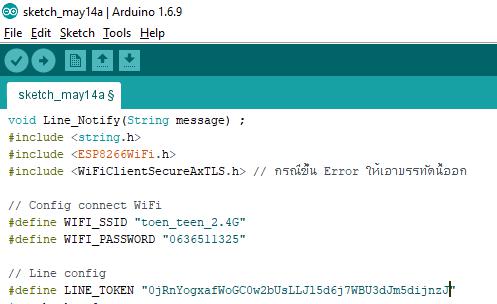 sketch_may14a | Arduino 1.6.9
File Edit Sketch Tools Help
sketch_may14a §
void Line_Notify(String message) ;
#include <string.h>
#include <ESP8266WiFi.h>
#include <WiFiClientSecureAxTLS.h> // กรณีขึ้น Error ให้เอาบรรทัดนี้ออก
// Config connect WiFi
#define WIFI_SSID "toen_teen_2.4G"
#define WIFI_PASSWORD "0636511325"
// Line config
#define LINE_TOKEN "0jRnYogxafWoGC0w2bUsLLJl5d6j7WBU3dJm5dijnzJ"